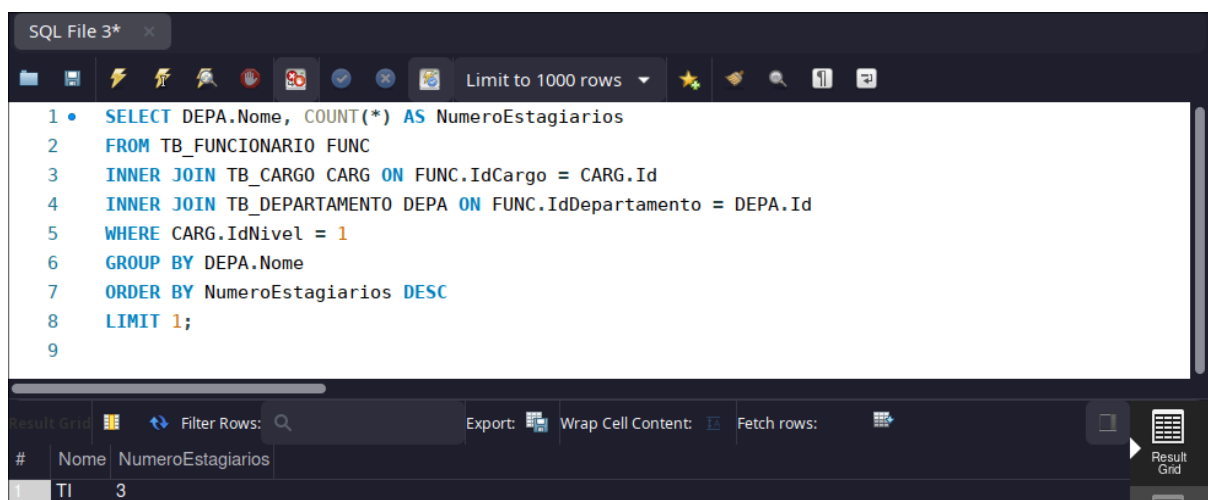 SQL File 3* ×
Limit to 1000 rows
1 SELECT DEPA.Nome, COUNT(*) AS NumeroEstagiarios
2 FROM TB_FUNCIONARIO FUNC
3 INNER JOIN TB_CARGO CARG ON FUNC.IdCargo = CARG.Id
4 INNER JOIN TB_DEPARTAMENTO DEPA ON FUNC.IdDepartamento = DEPA.Id
5 WHERE CARG.IdNivel = 1
6 GROUP BY DEPA.Nome
7 ORDER BY NumeroEstagiarios DESC
8 LIMIT 1;
9
Result Grid Filter Rows: Export: Wrap Cell Content: Fetch rows:
# Nome NumeroEstagiarios
1 TI 3
Result
Grid